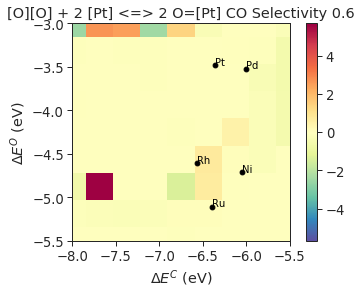 [O][O] + 2 [Pt] <=> 2 O=[Pt] CO Selectivity 0.6
−3.0
−3.5
−4.0
−4.5
−5.0
−5.5
ΔE^O (eV)
Pt
Pd
Rh
Ni
Ru
−8.0 −7.5 −7.0 −6.5 −6.0 −5.5
ΔE^C (eV)
4
2
0
−2
−4